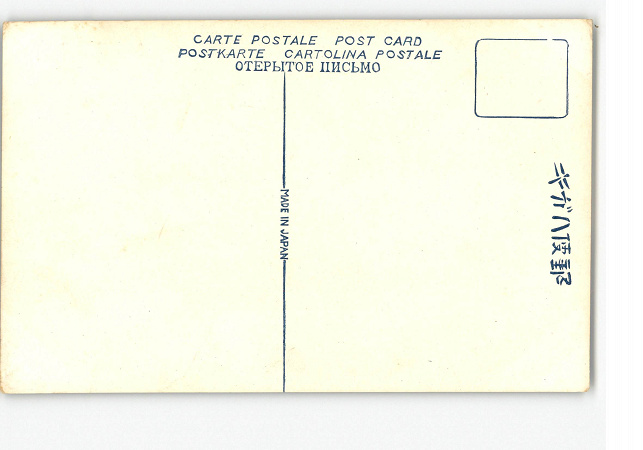 CARTE POSTALE POST CARD
POSTKARTE CARTOLINA POSTALE
ОТЕРЫТОЕ ПИСЬМО
MADE IN JAPAN
郵便ハガキ